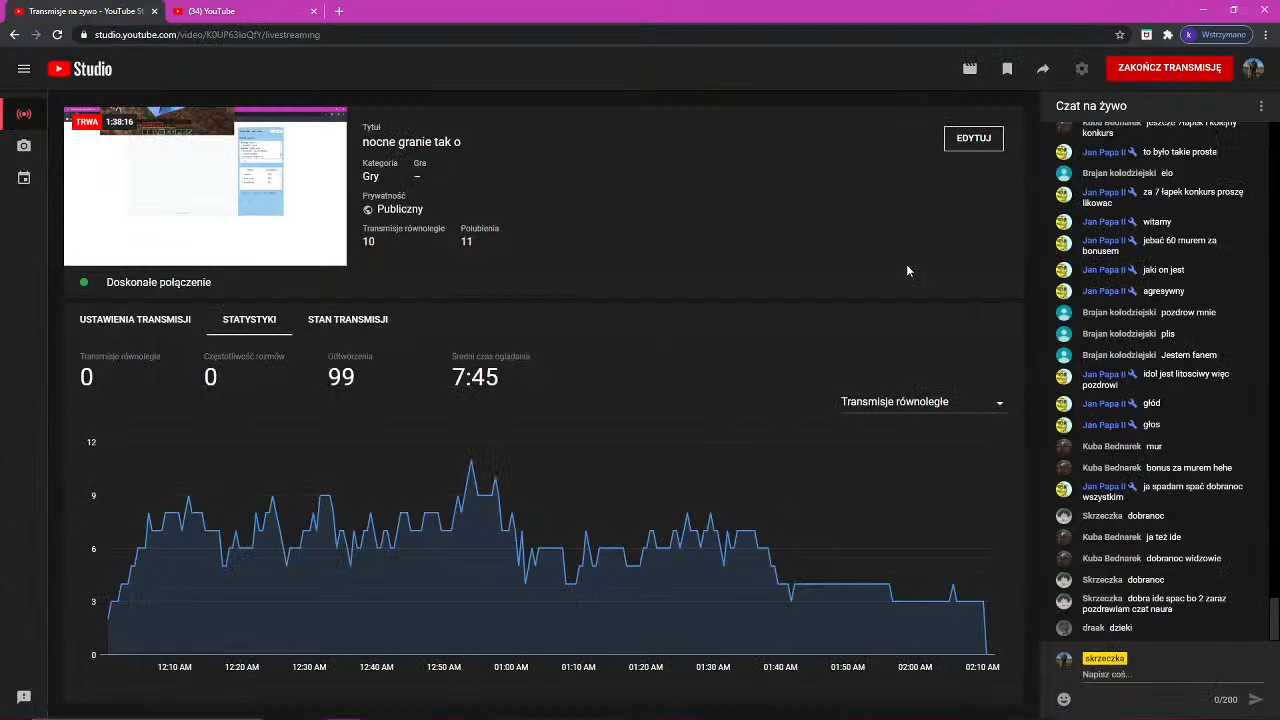 Transmisje na żywo - YouTube St
(34) YouTube
studio.youtube.com/video/K0UP63IoQfY/livestreaming
Wstrzymano
Studio
ZAKOŃCZ TRANSMISJĘ
TRWA 1:38:16
Tytuł
nocne granie tak o
Kategoria Gra
Gry –
Prywatność
Publiczny
Transmisje równoległe Polubienia
10 11
EDYTUJ
Doskonałe połączenie
USTAWIENIA TRANSMISJI STATYSTYKI STAN TRANSMISJI
Transmisje równoległe Częstotliwość rozmów Odtworzenia Średni czas oglądania
0 0 99 7:45
Transmisje równoległe
12
9
6
3
0
12:10 AM 12:20 AM 12:30 AM 12:40 AM 12:50 AM 01:00 AM 01:10 AM 01:20 AM 01:30 AM 01:40 AM 01:50 AM 02:00 AM 02:10 AM
Czat na żywo
Kuba Bednarek jeszcze 7łapek i kolejny
konkurs
Jan Papa II to było takie proste
Brajan kołodziejski elo
Jan Papa II za 7 łapek konkurs proszę
likowac
Jan Papa II witamy
Jan Papa II jebać 60 murem za
bonusem
Jan Papa II jaki on jest
Jan Papa II agresywny
Brajan kołodziejski pozdrow mnie
Brajan kołodziejski plis
Brajan kołodziejski Jestem fanem
Jan Papa II idol jest litosciwy więc
pozdrowi
Jan Papa II głód
Jan Papa II głos
Kuba Bednarek mur
Kuba Bednarek bonus za murem hehe
Jan Papa II ja spadam spać dobranoc
wszystkim
Skrzeczka dobranoc
Kuba Bednarek ja też ide
Kuba Bednarek dobranoc widzowie
Skrzeczka dobranoc
Skrzeczka dobra ide spac bo 2 zaraz
pozdrawiam czat naura
draak dzieki
skrzeczka
Napisz coś...
0/200